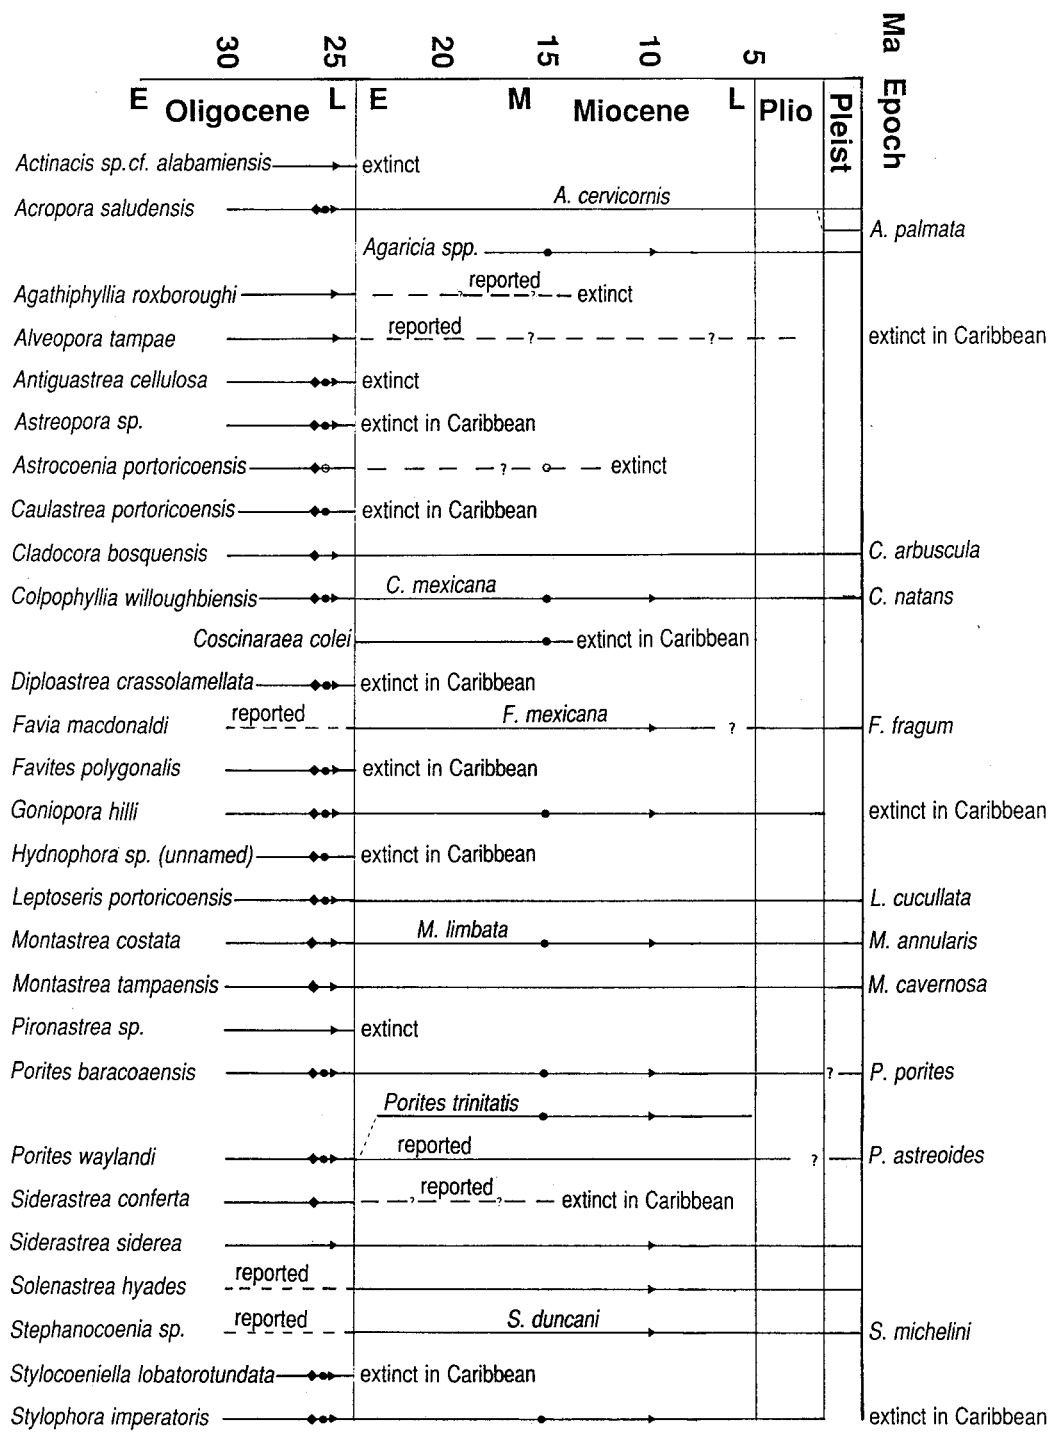 30 25 20 15 10 5 Ma
E Oligocene L E M Miocene L Plio Pleist Epoch
Actinacis sp.cf. alabamiensis extinct
Acropora saludensis A. cervicornis
A. palmata
Agaricia spp.
Agathiphyllia roxboroughi reported ? ? extinct
Alveopora tampae reported ? ? extinct in Caribbean
Antiguastrea cellulosa extinct
Astreopora sp. extinct in Caribbean
Astrocoenia portoricoensis ? extinct
Caulastrea portoricoensis extinct in Caribbean
Cladocora bosquensis C. arbuscula
Colpophyllia willoughbiensis C. mexicana C. natans
Coscinaraea colei extinct in Caribbean
Diploastrea crassolamellata extinct in Caribbean
Favia macdonaldi reported F. mexicana ? F. fragum
Favites polygonalis extinct in Caribbean
Goniopora hilli extinct in Caribbean
Hydnophora sp. (unnamed) extinct in Caribbean
Leptoseris portoricoensis L. cucullata
Montastrea costata M. limbata M. annularis
Montastrea tampaensis M. cavernosa
Pironastrea sp. extinct
Porites baracoaensis ? P. porites
Porites trinitatis
Porites waylandi reported ? P. astreoides
Siderastrea conferta ? reported ? extinct in Caribbean
Siderastrea siderea
Solenastrea hyades reported
Stephanocoenia sp. reported S. duncani S. michelini
Stylocoeniella lobatorotundata extinct in Caribbean
Stylophora imperatoris extinct in Caribbean